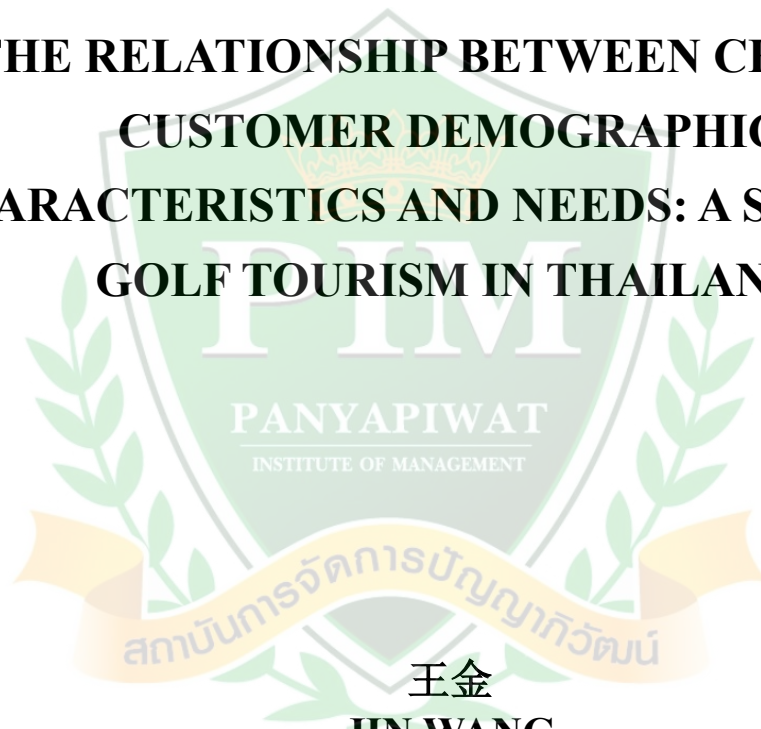 THE RELATIONSHIP BETWEEN
CUSTOMER DEMOGRAPHIC
ARACTERISTICS AND NEEDS: A S
GOLF TOURISM IN THAILAN
PIM
PANYAPIWAT
INSTITUTE OF MANAGEMENT
สถาบันการจัดการปัญญาภิวัฒน์
王金
JIN WANG